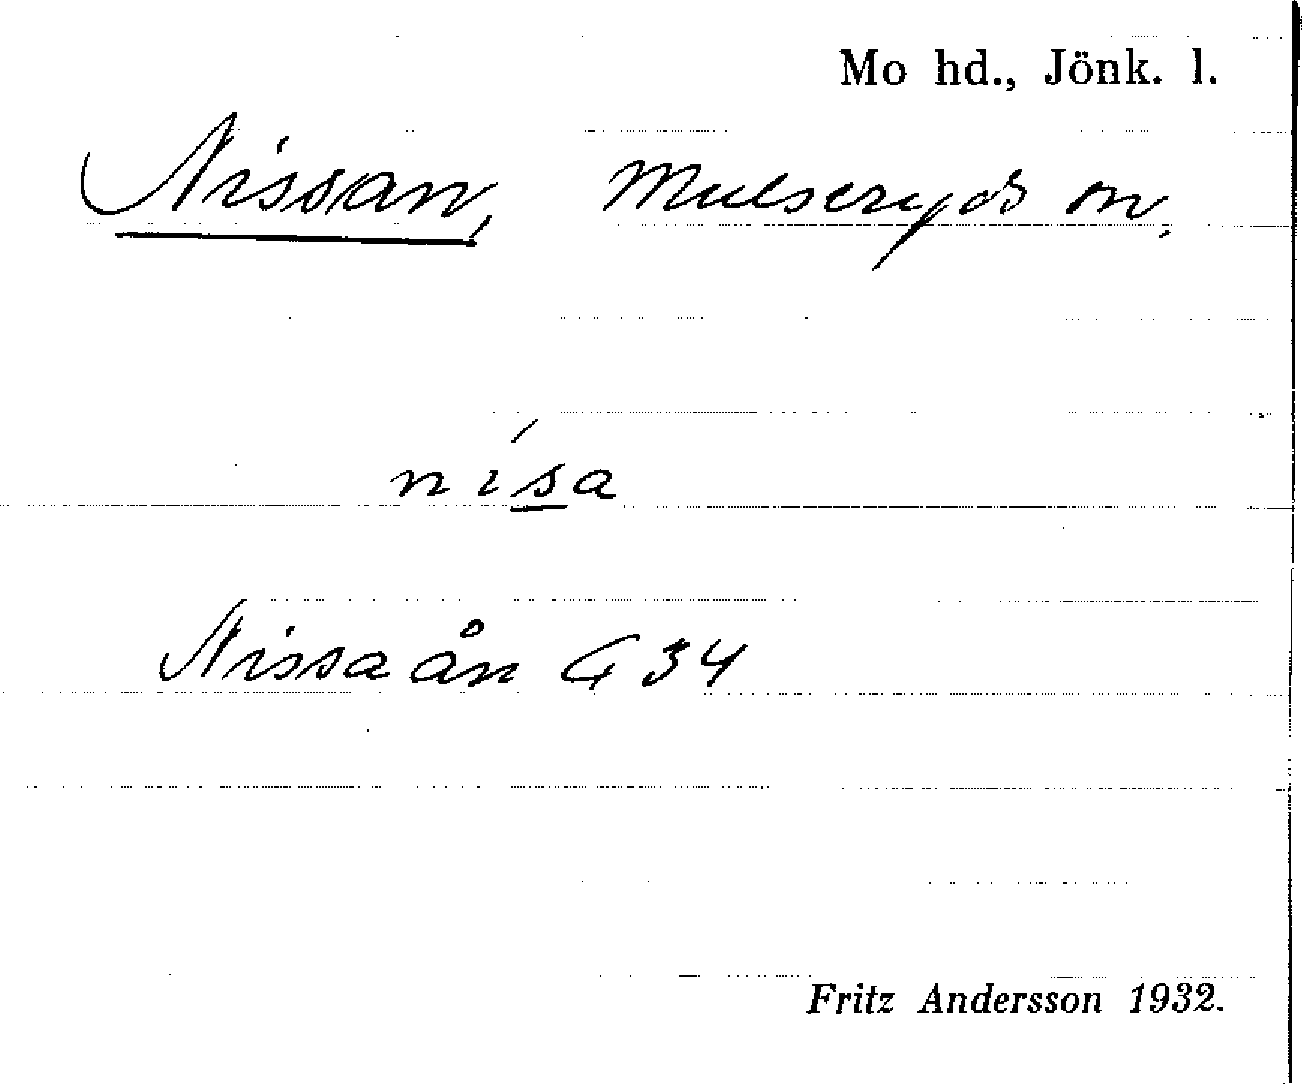 Mo hd., Jönk. l.
Nissan, Mulseryds sn.
nísa
Nissaån G 34
Fritz Andersson 1932.